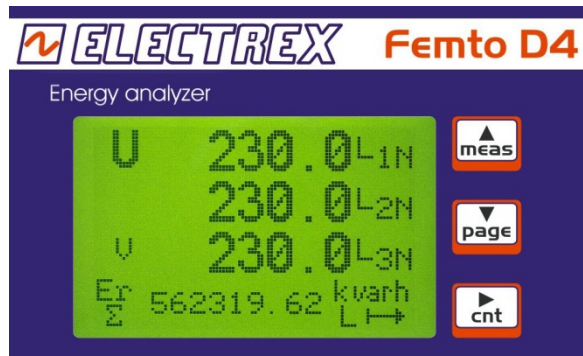 ELECTREX Femto D4
Energy analyzer
U 230.0 L1N
230.0 L2N
V 230.0 L3N
Er Σ 562319.62 kvarh L
meas
page
cnt